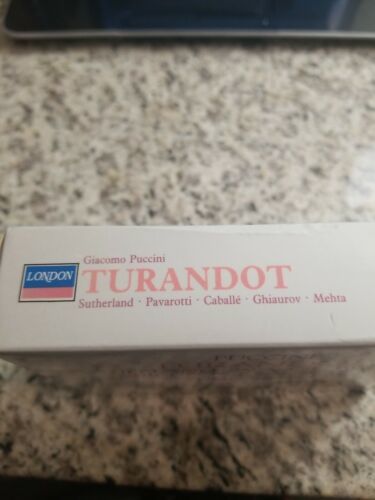 Giacomo Puccini
LONDON
TURANDOT
Sutherland · Pavarotti · Caballé · Ghiaurov · Mehta